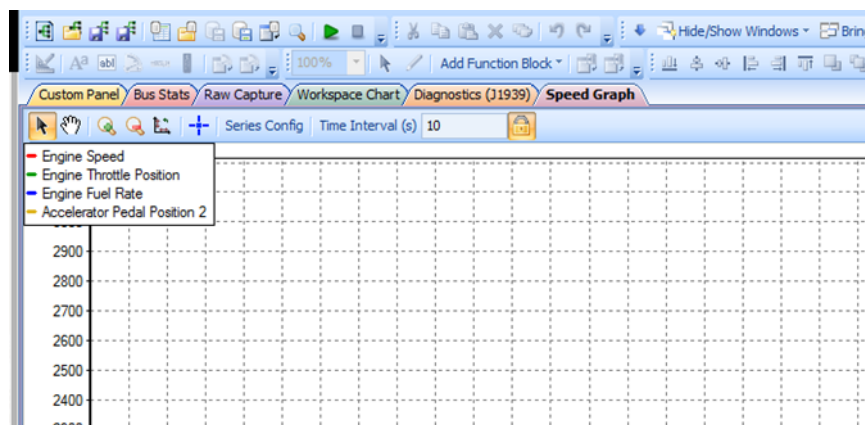 Hide/Show Windows
Aa abl 100% Add Function Block
Custom Panel Bus Stats Raw Capture Workspace Chart Diagnostics (J1939) Speed Graph
Series Config Time Interval (s) 10
Engine Speed
Engine Throttle Position
Engine Fuel Rate
Accelerator Pedal Position 2
2900
2800
2700
2600
2500
2400